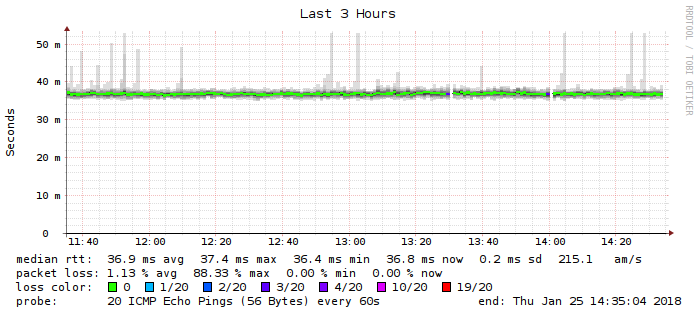 Last 3 Hours
RRDTOOL / TOBI OETIKER
Seconds
50 m
40 m
30 m
20 m
10 m
0
11:40 12:00 12:20 12:40 13:00 13:20 13:40 14:00 14:20
median rtt: 36.9 ms avg 37.4 ms max 36.4 ms min 36.8 ms now 0.2 ms sd 215.1 am/s
packet loss: 1.13 % avg 88.33 % max 0.00 % min 0.00 % now
loss color: 0 1/20 2/20 3/20 4/20 10/20 19/20
probe: 20 ICMP Echo Pings (56 Bytes) every 60s end: Thu Jan 25 14:35:04 2018